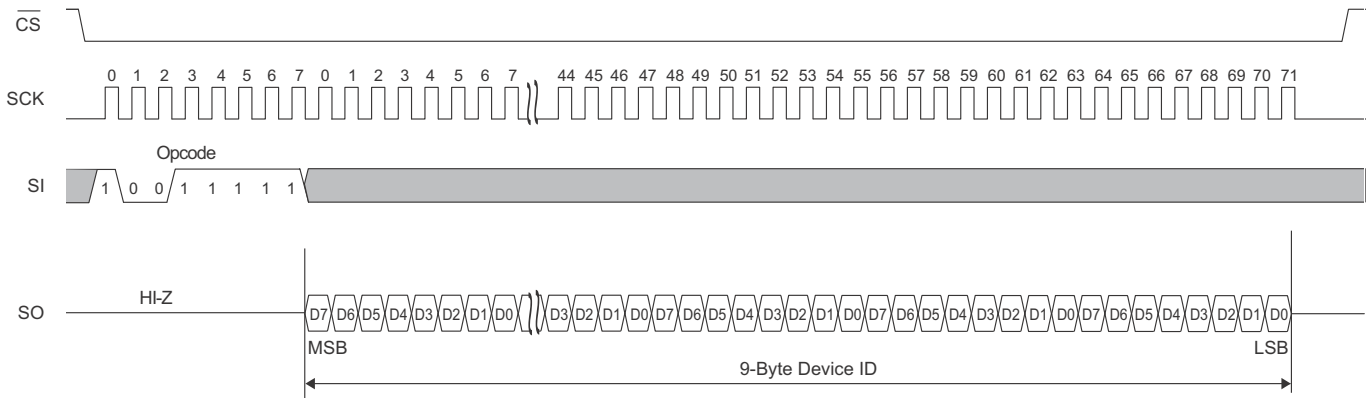 CS
0 1 2 3 4 5 6 7 0 1 2 3 4 5 6 7 44 45 46 47 48 49 50 51 52 53 54 55 56 57 58 59 60 61 62 63 64 65 66 67 68 69 70 71
SCK
Opcode
SI 1 0 0 1 1 1 1 1
HI-Z
SO D7 D6 D5 D4 D3 D2 D1 D0 D3 D2 D1 D0 D7 D6 D5 D4 D3 D2 D1 D0 D7 D6 D5 D4 D3 D2 D1 D0 D7 D6 D5 D4 D3 D2 D1 D0
MSB LSB
9-Byte Device ID